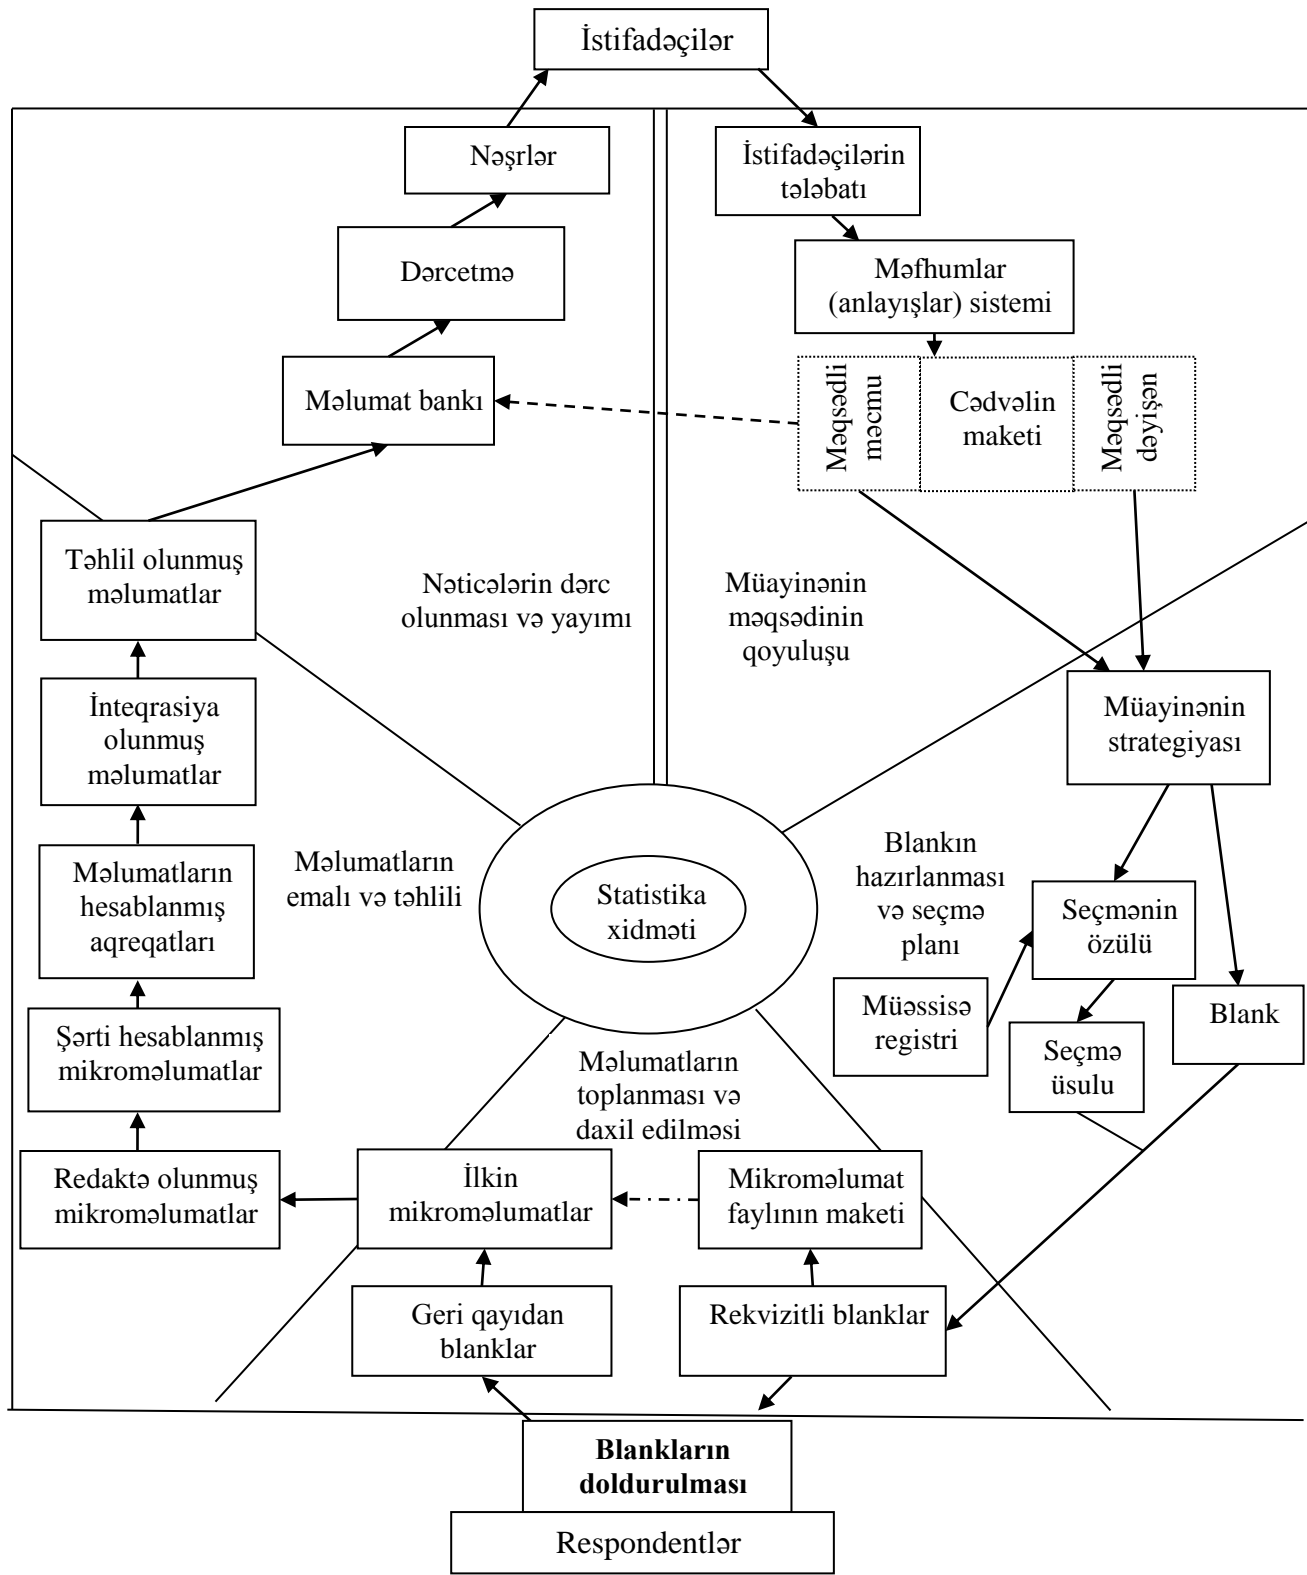 İstifadəçilər
Nəşrlər
İstifadəçilərin
tələbatı
Dərcetmə
Məfhumlar
(anlayışlar) sistemi
Məlumat bankı
Məqsədli
məcmu
Cədvəlin
maketi
Məqsədli
dəyişən
Təhlil olunmuş
məlumatlar
Nəticələrin dərc
olunması və yayımı
Müayinənin
məqsədinin
qoyuluşu
İnteqrasiya
olunmuş
məlumatlar
Müayinənin
strategiyası
Məlumatların
hesablanmış
aqreqatları
Məlumatların
emalı və təhlili
Statistika
xidməti
Blankın
hazırlanması
və seçmə
planı
Seçmənin
özülü
Müəssisə
registri
Blank
Şərti hesablanmış
mikroməlumatlar
Seçmə
üsulu
Məlumatların
toplanması və
daxil edilməsi
Redaktə olunmuş
mikroməlumatlar
İlkin
mikroməlumatlar
Mikroməlumat
faylının maketi
Geri qayıdan
blanklar
Rekvizitli blanklar
Blankların
doldurulması
Respondentlər